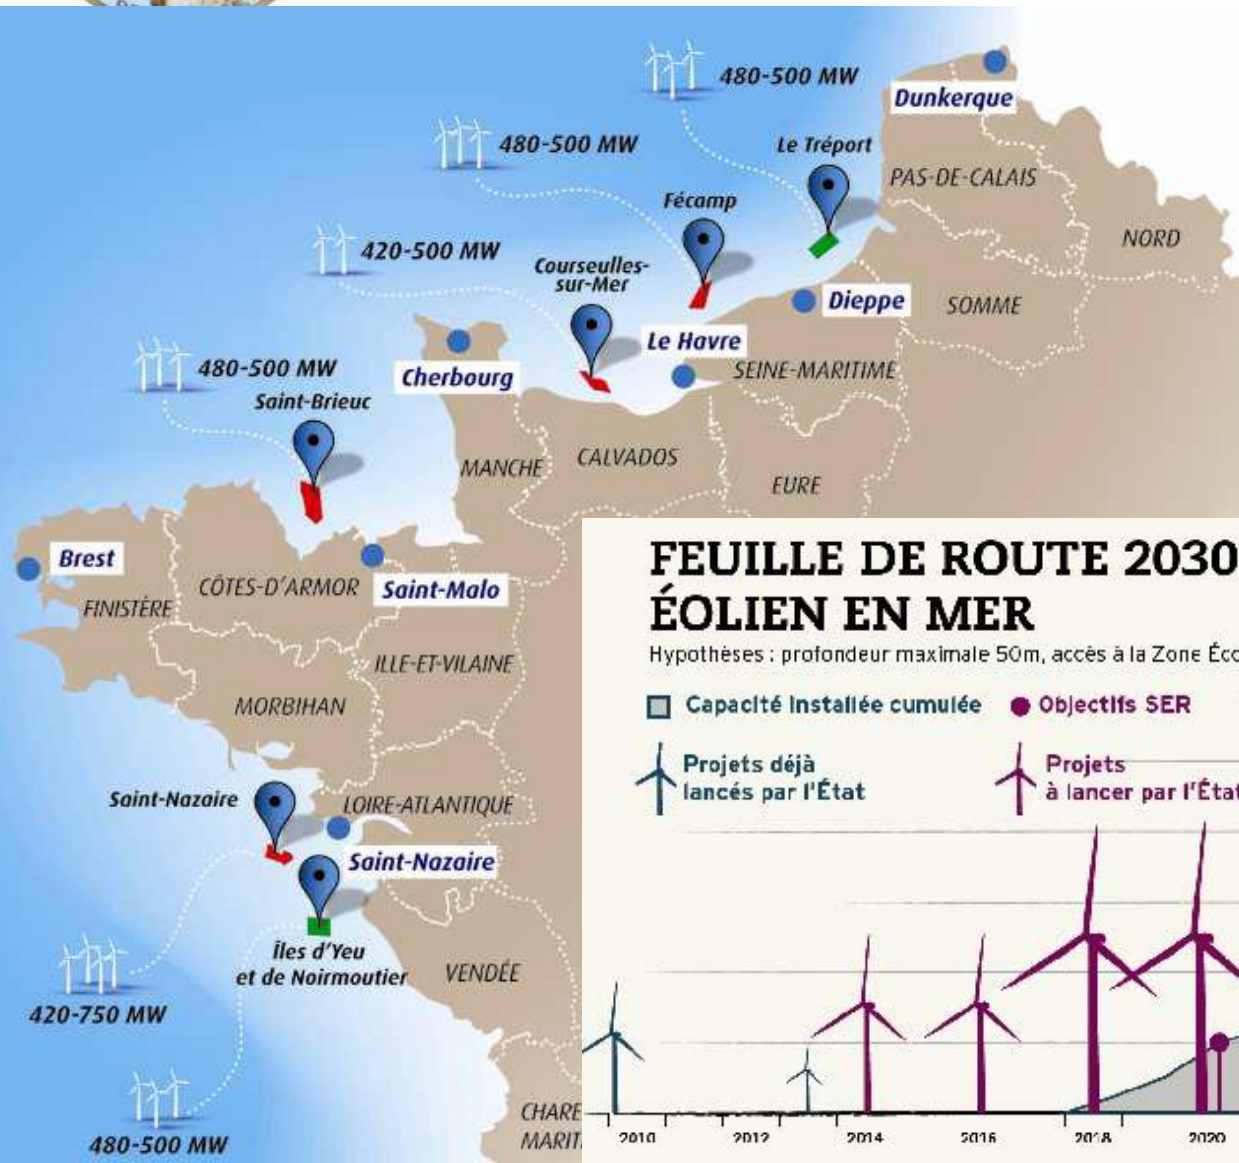 480-500 MW
Dunkerque
480-500 MW
Le Tréport
PAS-DE-CALAIS
Fécamp
NORD
420-500 MW
Courseulles-
sur-Mer
Dieppe
SOMME
Le Havre
Cherbourg
SEINE-MARITIME
480-500 MW
Saint-Brieuc
MANCHE
CALVADOS
EURE
Brest
CÔTES-D'ARMOR
Saint-Malo
FINISTÈRE
ILLE-ET-VILAINE
MORBIHAN
Saint-Nazaire
LOIRE-ATLANTIQUE
Saint-Nazaire
Îles d'Yeu
et de Noirmoutier
VENDÉE
420-750 MW
480-500 MW
CHARE
MARIT
FEUILLE DE ROUTE 2030
ÉOLIEN EN MER
Hypothèses : profondeur maximale 50m, accès à la Zone Éco
Capacité installée cumulée
Objectifs SER
Projets déjà
lancés par l'État
Projets
à lancer par l'État
2010 2012 2014 2016 2018 2020